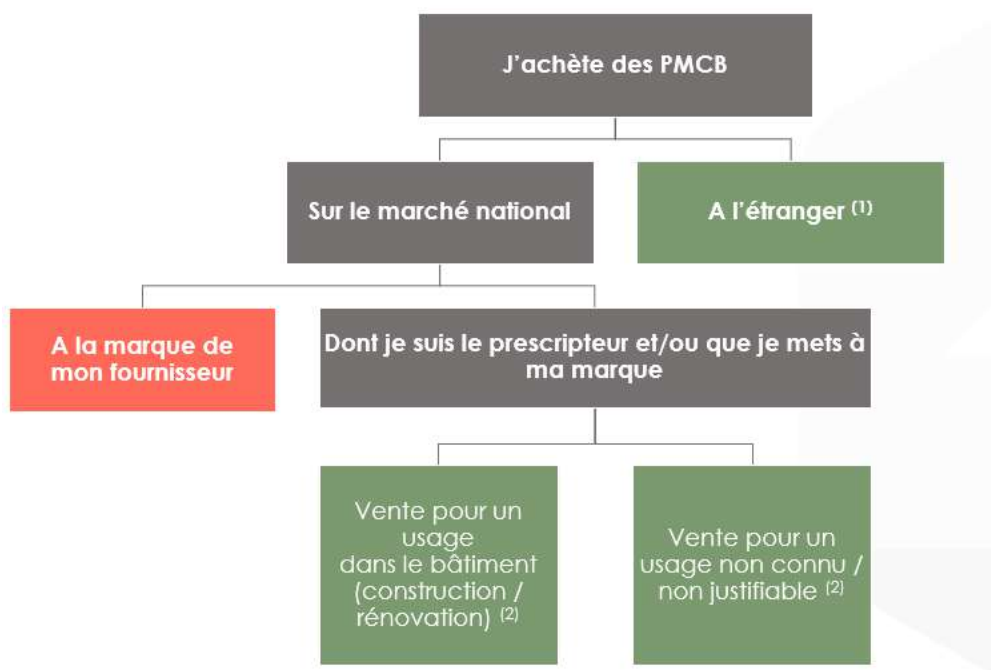 J'achète des PMCB
Sur le marché national
A l'étranger (1)
A la marque de
mon fournisseur
Dont je suis le prescripteur et/ou que je mets à
ma marque
Vente pour un
usage
dans le bâtiment
(construction /
rénovation) (2)
Vente pour un
usage non connu /
non justifiable (2)